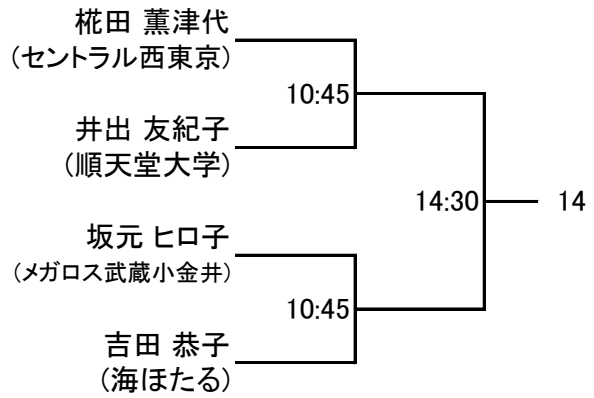 椛田 薫津代
(セントラル西東京)
10:45
井出 友紀子
(順天堂大学)
14:30
14
坂元 ヒロ子
(メガロス武蔵小金井)
10:45
吉田 恭子
(海ほたる)